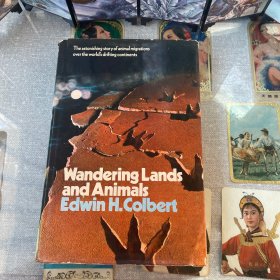 The astonishing story of animal migrations
over the world's drifting continents
Wandering Lands
and Animals
Edwin H. Colbert